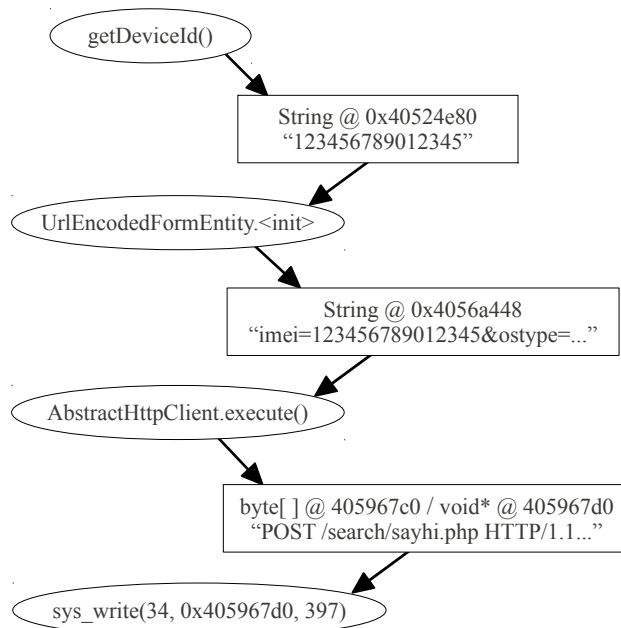 getDeviceId()
String @ 0x40524e80
“123456789012345”
UrlEncodedFormEntity.<init>
String @ 0x4056a448
“imei=123456789012345&ostype=...”
AbstractHttpClient.execute()
byte[ ] @ 405967c0 / void* @ 405967d0
“POST /search/sayhi.php HTTP/1.1...”
sys_write(34, 0x405967d0, 397)